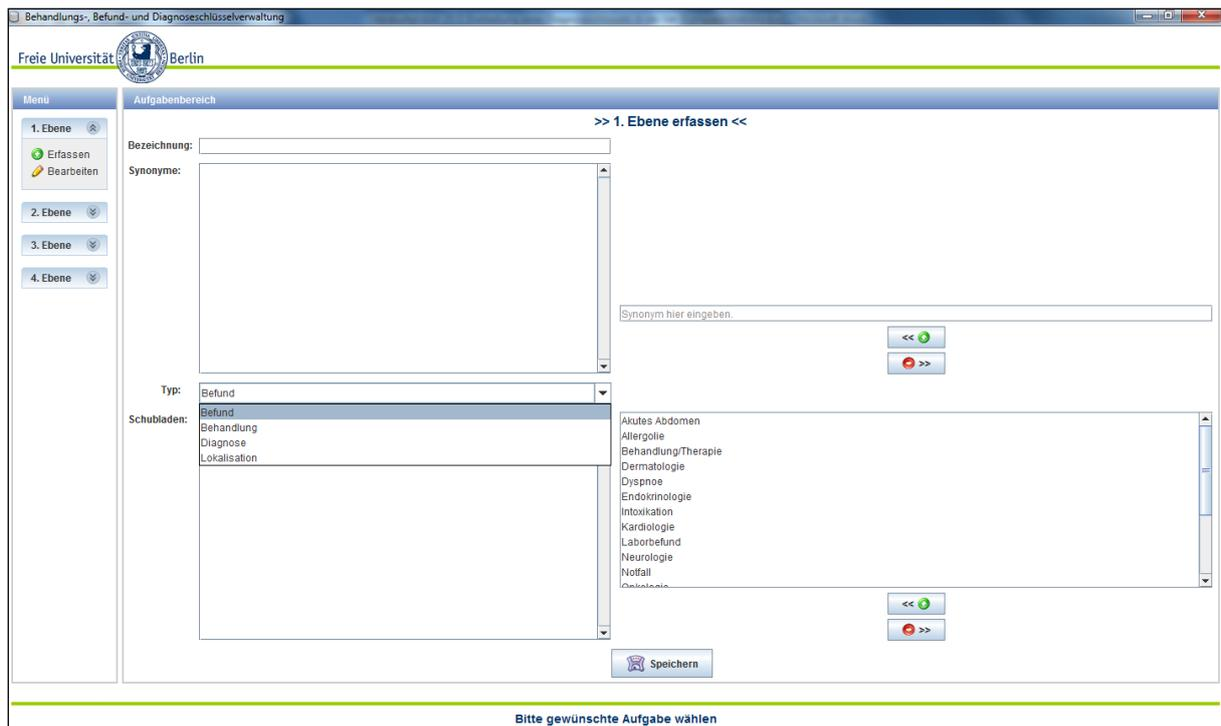 Behandlungs-, Befund- und Diagnoseschlüsselverwaltung
Freie Universität Berlin
Menü
1. Ebene
Erfassen
Bearbeiten
2. Ebene
3. Ebene
4. Ebene
Aufgabenbereich
>> 1. Ebene erfassen <<
Bezeichnung:
Synonyme:
Synonym hier eingeben.
<<
>>
Typ:
Befund
Befund
Behandlung
Diagnose
Lokalisation
Schubladen:
Akutes Abdomen
Allergolie
Behandlung/Therapie
Dermatologie
Dyspnoe
Endokrinologie
Intoxikation
Kardiologie
Laborbefund
Neurologie
Notfall
Onkologie
<<
>>
Speichern
Bitte gewünschte Aufgabe wählen